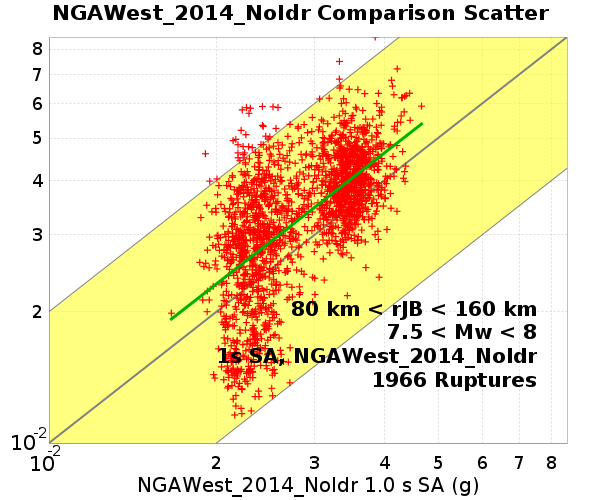 NGAWest_2014_NoIdr Comparison Scatter
8
7
6
5
4
3
2
10-2
80 km < rJB < 160 km
7.5 < Mw < 8
1s SA, NGAWest_2014_NoIdr
1966 Ruptures
10-2 2 3 4 5 6 7 8
NGAWest_2014_NoIdr 1.0 s SA (g)